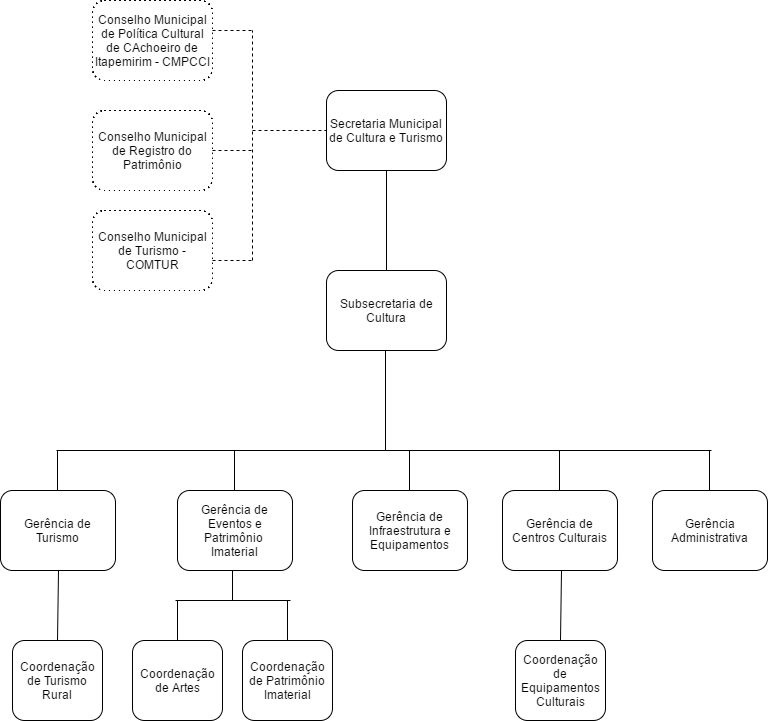 Conselho Municipal
de Política Cultural
de CAchoeiro de
Itapemirim - CMPCCI
Secretaria Municipal
de Cultura e Turismo
Conselho Municipal
de Registro do
Patrimônio
Conselho Municipal
de Turismo -
COMTUR
Subsecretaria de
Cultura
Gerência de
Turismo
Gerência de
Eventos e
Patrimônio
Imaterial
Gerência de
Infraestrutura e
Equipamentos
Gerência de
Centros Culturais
Gerência
Administrativa
Coordenação
de Turismo
Rural
Coordenação
de Artes
Coordenação
de Patrimônio
Imaterial
Coordenação
de
Equipamentos
Culturais